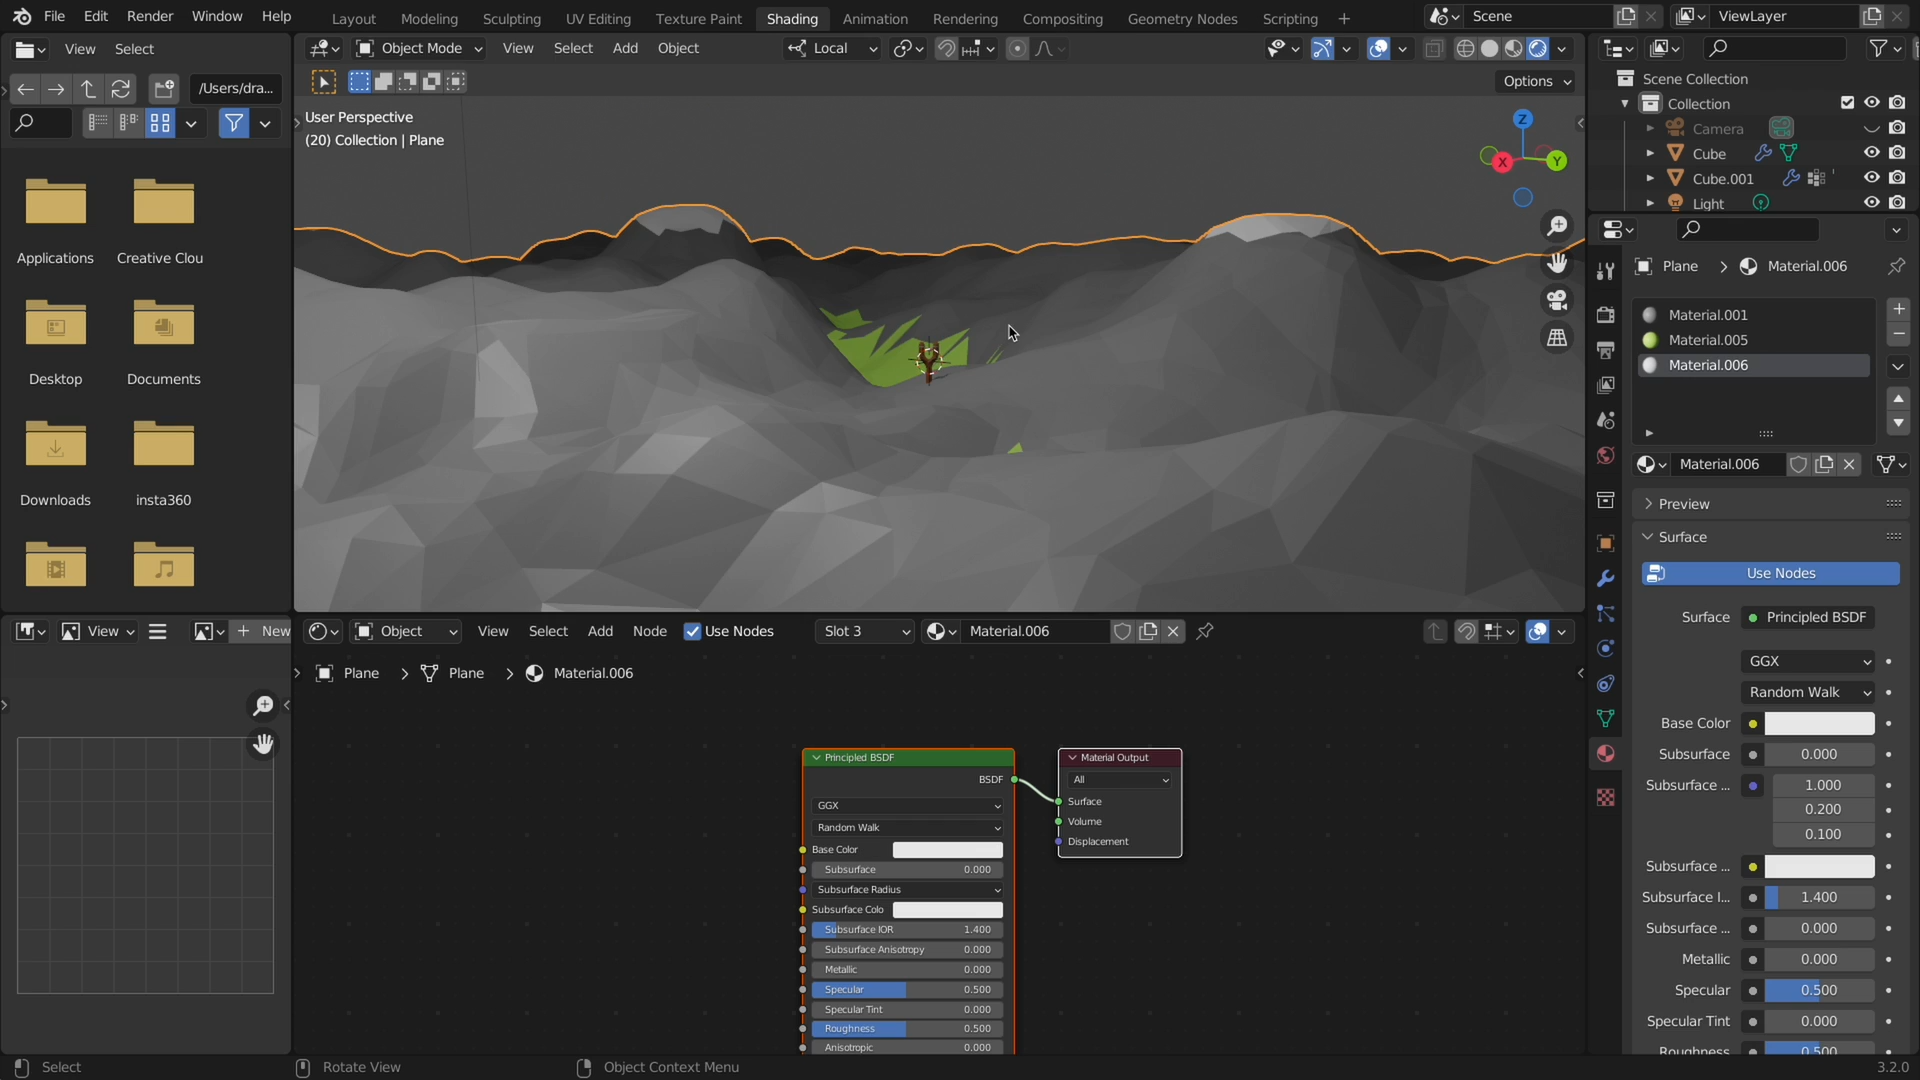 File Edit Render Window Help
Layout Modeling Sculpting UV Editing Texture Paint Shading Animation Rendering Compositing Geometry Nodes Scripting +
Scene
ViewLayer
View Select
/Users/dra...
Applications
Creative Clou
Desktop
Documents
Downloads
insta360
Object Mode View Select Add Object
Local
Options
User Perspective
(20) Collection | Plane
Z
X
Y
Scene Collection
Collection
Camera
Cube
Cube.001
Light
Plane > Material.006
Material.001
Material.005
Material.006
Material.006
Preview
Surface
Use Nodes
Surface Principled BSDF
GGX
Random Walk
Base Color
Subsurface 0.000
Subsurface ... 1.000
0.200
0.100
Subsurface ...
Subsurface I... 1.400
Subsurface ... 0.000
Metallic 0.000
Specular 0.500
Specular Tint 0.000
Roughness 0.500
View
+ New
Object View Select Add Node Use Nodes Slot 3 Material.006
Plane > Plane > Material.006
Principled BSDF
BSDF
GGX
Random Walk
Base Color
Subsurface 0.000
Subsurface Radius
Subsurface Colo
Subsurface IOR 1.400
Subsurface Anisotropy 0.000
Metallic 0.000
Specular 0.500
Specular Tint 0.000
Roughness 0.500
Anisotropic 0.000
Material Output
All
Surface
Volume
Displacement
Select
Rotate View
Object Context Menu
3.2.0